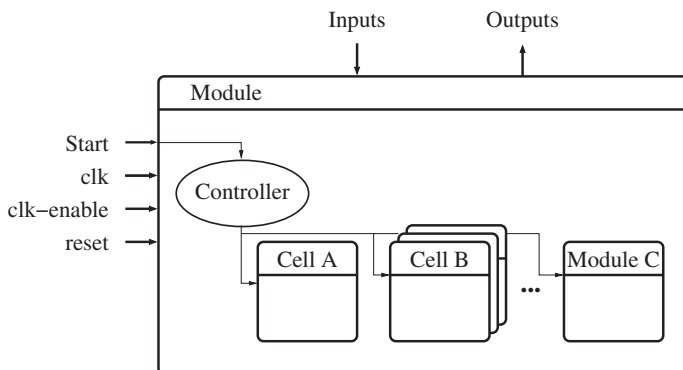 Inputs
Outputs
Module
Start
clk
clk−enable
reset
Controller
Cell A
Cell B
...
Module C